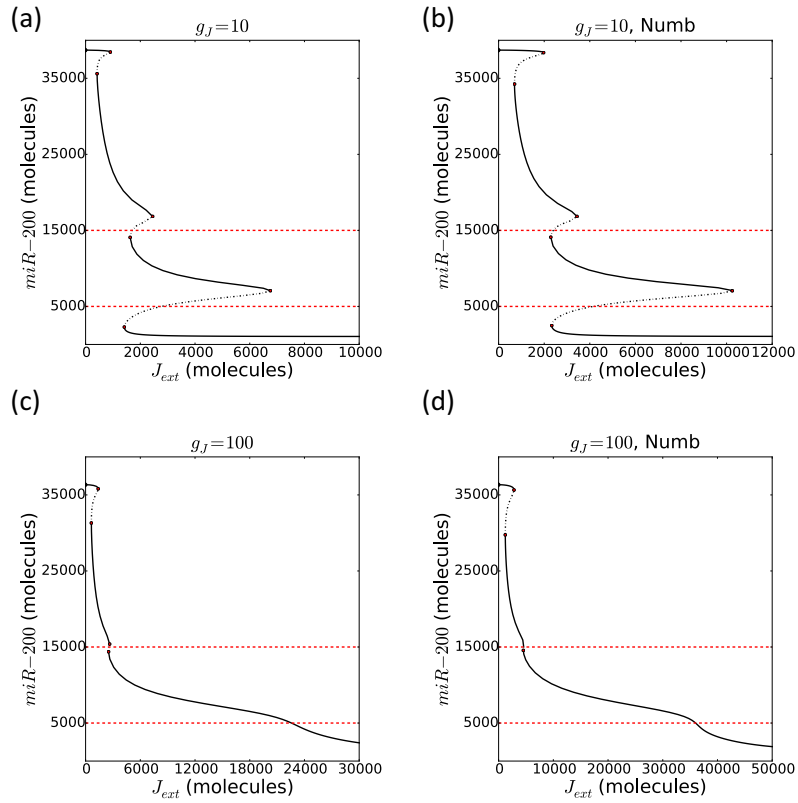 (a)
g_J=10
miR−200 (molecules)
35000
25000
15000
5000
0 2000 4000 6000 8000 10000
J_ext (molecules)
(b)
g_J=10, Numb
miR−200 (molecules)
35000
25000
15000
5000
0 2000 4000 6000 8000 10000 12000
J_ext (molecules)
(c)
g_J=100
miR−200 (molecules)
35000
25000
15000
5000
0 6000 12000 18000 24000 30000
J_ext (molecules)
(d)
g_J=100, Numb
miR−200 (molecules)
35000
25000
15000
5000
0 10000 20000 30000 40000 50000
J_ext (molecules)